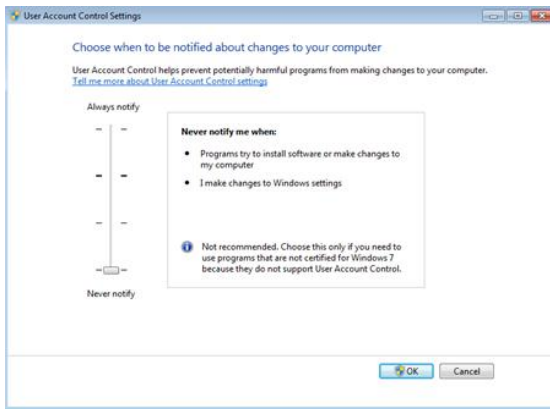 User Account Control Settings
Choose when to be notified about changes to your computer
User Account Control helps prevent potentially harmful programs from making changes to your computer.
Tell me more about User Account Control settings
Always notify
Never notify me when:
• Programs try to install software or make changes to
my computer
• I make changes to Windows settings
Not recommended. Choose this only if you need to
use programs that are not certified for Windows 7
because they do not support User Account Control.
Never notify
OK
Cancel